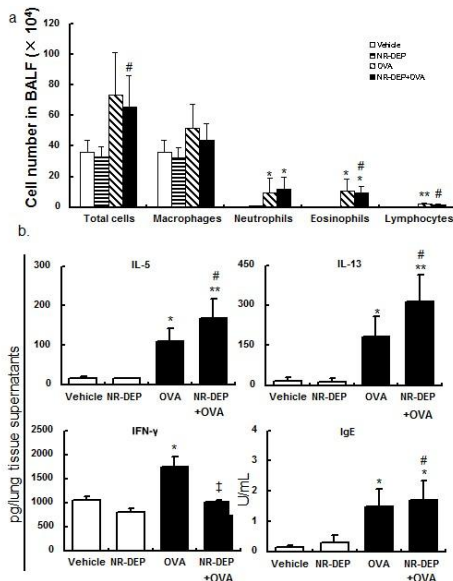 a
Cell number in BALF (× 10⁴)
120
100
80
60
40
20
0
Vehicle
NR-DEP
OVA
NR-DEP+OVA
#
* *
* # *
** #
Total cells Macrophages Neutrophils Eosinophils Lymphocytes
b.
pg/lung tissue supernatants
IL-5
300
200
100
0
*
# **
Vehicle NR-DEP OVA NR-DEP
+OVA
IL-13
450
300
150
0
*
# **
Vehicle NR-DEP OVA NR-DEP
+OVA
IFN-γ
2500
2000
1500
1000
500
0
*
‡
Vehicle NR-DEP OVA NR-DEP
+OVA
IgE
U/mL
4
3
2
1
0
*
# *
Vehicle NR-DEP OVA NR-DEP
+OVA